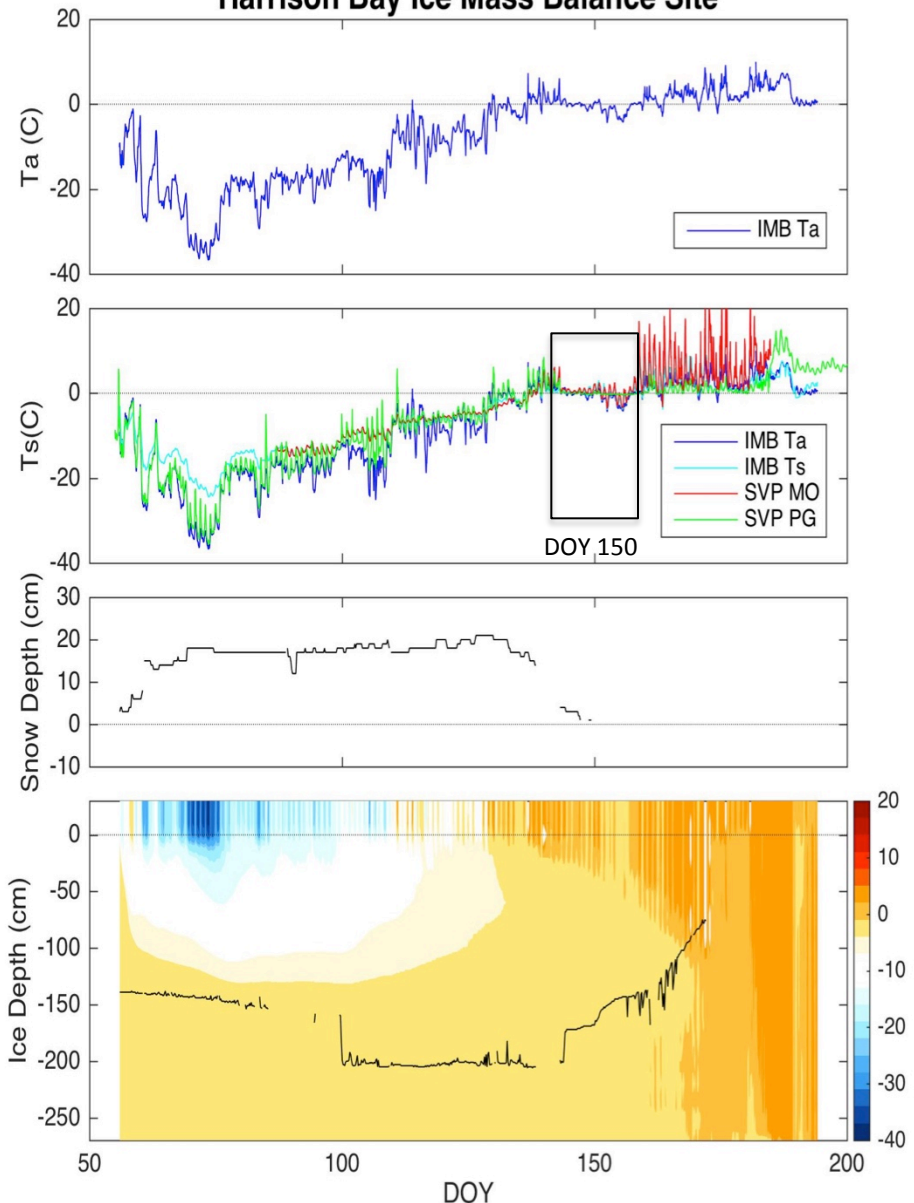 Harrison Bay Ice Mass Balance Site
20
0
-20
-40
Ta (C)
IMB Ta
20
0
-20
-40
Ts(C)
IMB Ta
IMB Ts
SVP MO
SVP PG
DOY 150
30
20
10
0
-10
Snow Depth (cm)
0
-50
-100
-150
-200
-250
Ice Depth (cm)
20
10
0
-10
-20
-30
-40
50
100
150
200
DOY